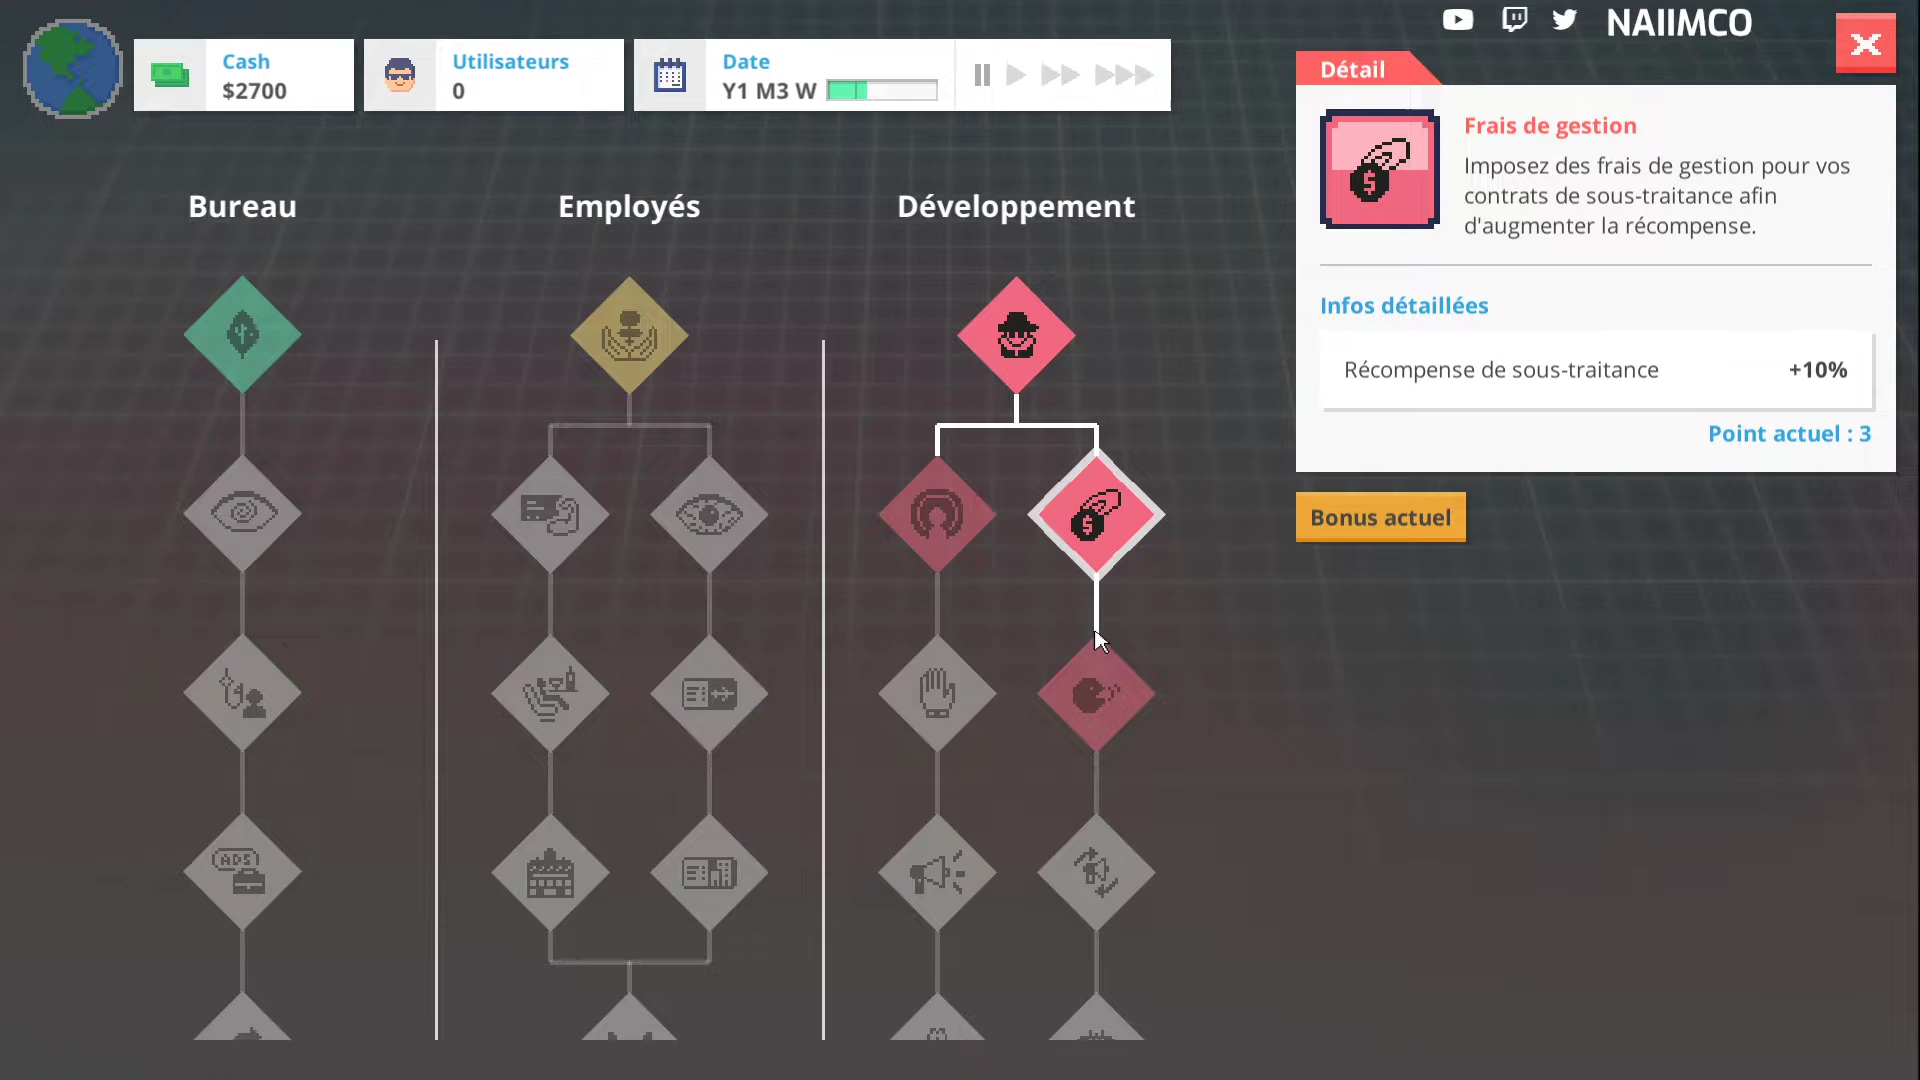 NAIIMCO
Cash
$2700
Utilisateurs
0
Date
Y1 M3 W
Détail
Frais de gestion
Imposez des frais de gestion pour vos
contrats de sous-traitance afin
d'augmenter la récompense.
Infos détaillées
Récompense de sous-traitance +10%
Point actuel : 3
Bonus actuel
Bureau
Employés
Développement
ADS